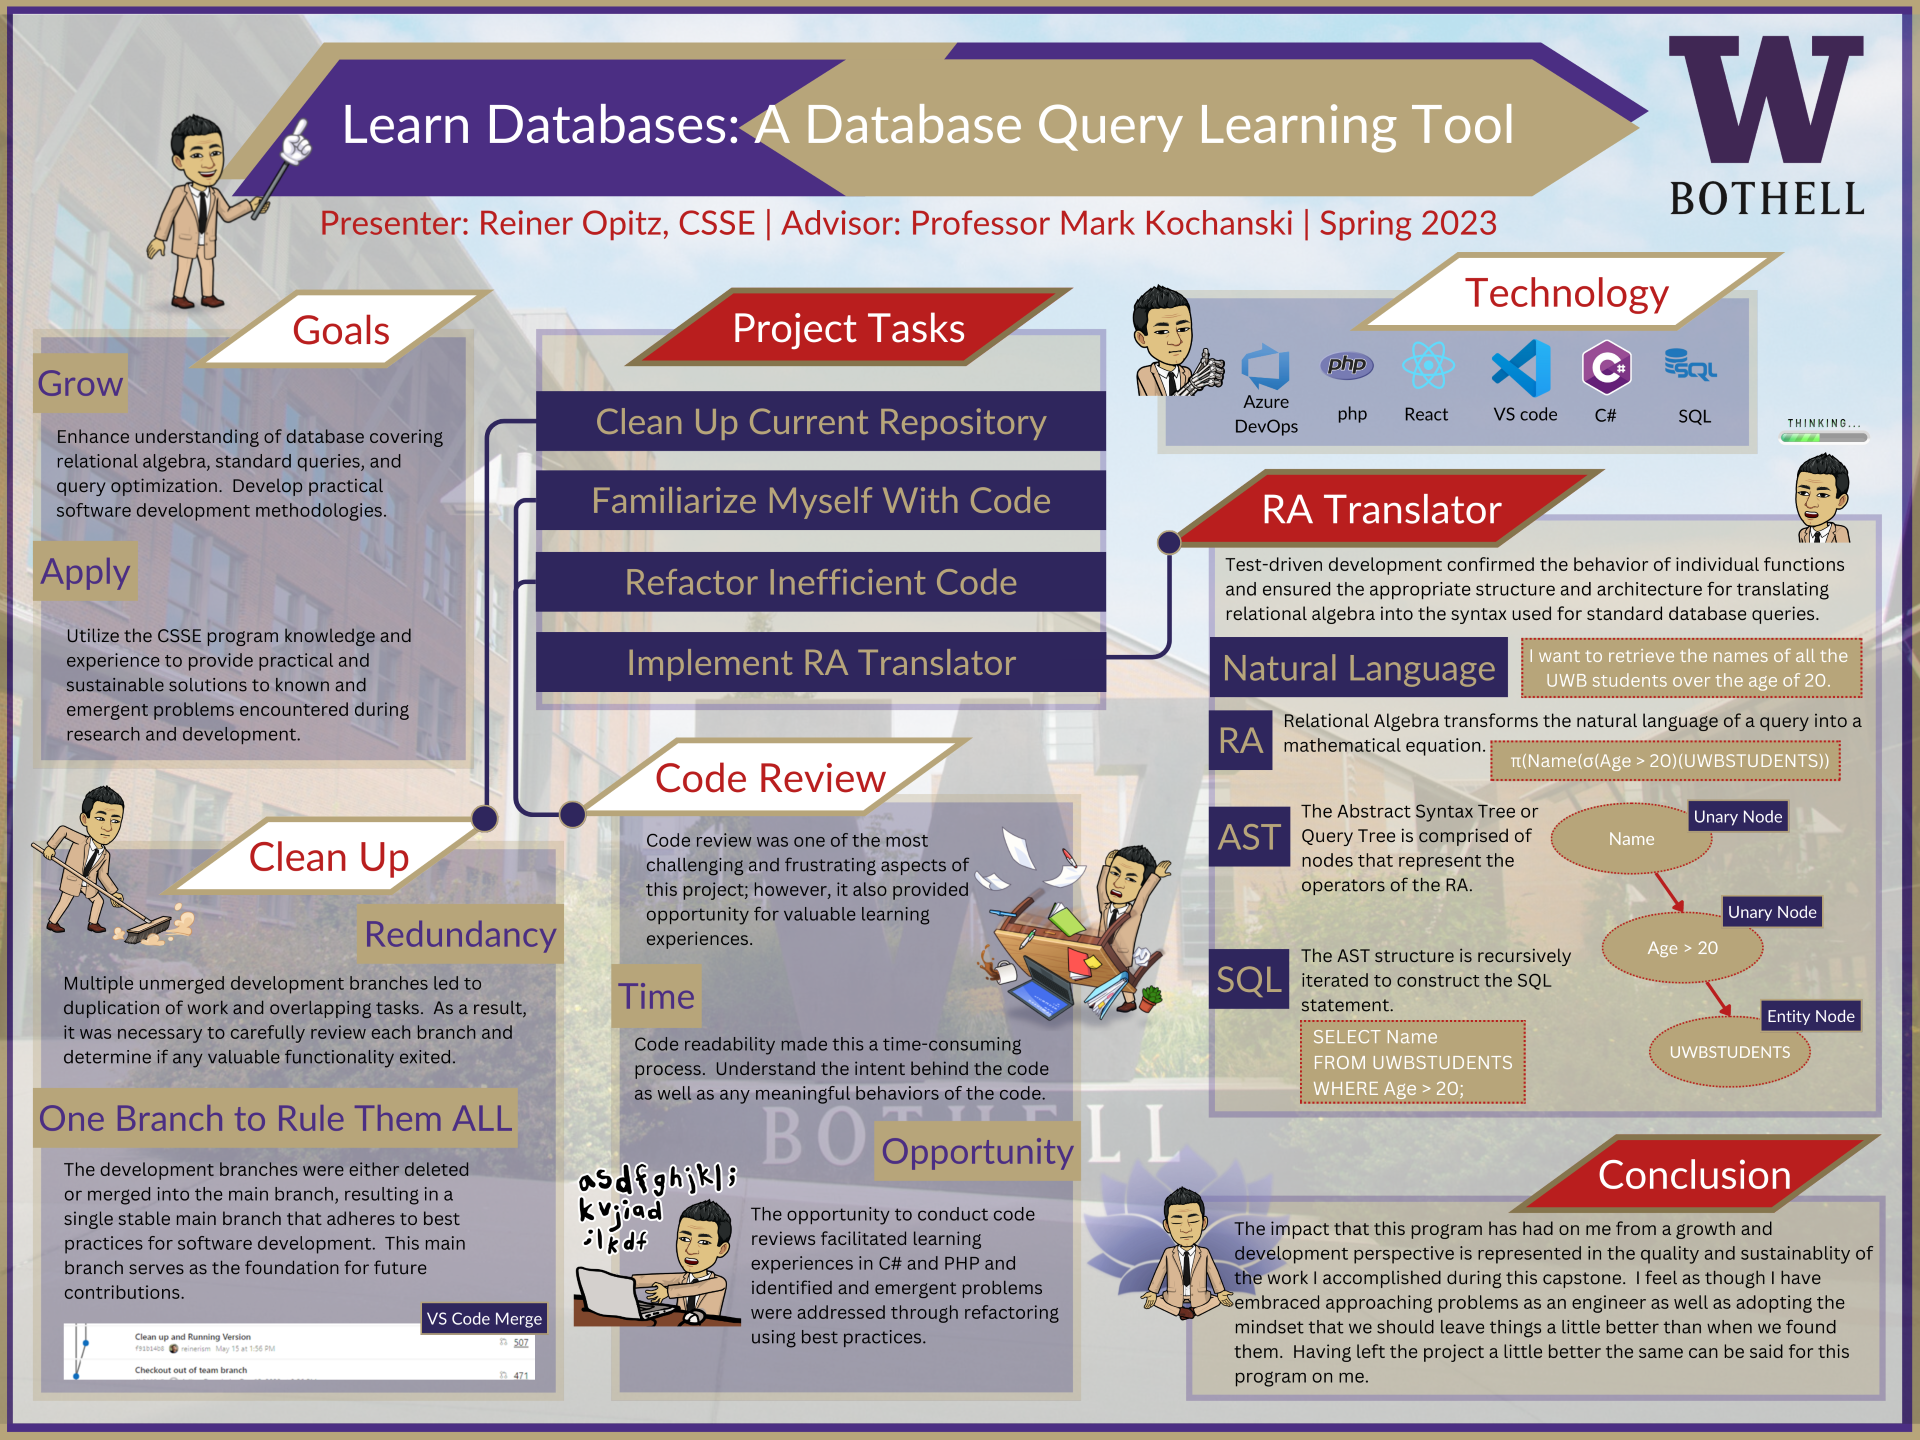 Learn Databases: A Database Query Learning Tool
W
BOTHELL
Presenter: Reiner Opitz, CSSE | Advisor: Professor Mark Kochanski | Spring 2023
Goals
Grow
Enhance understanding of database covering
relational algebra, standard queries, and
query optimization.  Develop practical
software development methodologies.
Apply
Utilize the CSSE program knowledge and
experience to provide practical and
sustainable solutions to known and
emergent problems encountered during
research and development.
Project Tasks
Clean Up Current Repository
Familiarize Myself With Code
Refactor Inefficient Code
Implement RA Translator
Technology
php
C#
SQL
Azure
DevOps
php
React
VS code
C#
SQL
THINKING...
Clean Up
Redundancy
Multiple unmerged development branches led to
duplication of work and overlapping tasks.  As a result,
it was necessary to carefully review each branch and
determine if any valuable functionality exited.
One Branch to Rule Them ALL
The development branches were either deleted
or merged into the main branch, resulting in a
single stable main branch that adheres to best
practices for software development.  This main
branch serves as the foundation for future
contributions.
VS Code Merge
Clean up and Running Version
reinerism May 15 at 1:56 PM
507
Checkout out of team branch
471
Code Review
Code review was one of the most
challenging and frustrating aspects of
this project; however, it also provided
opportunity for valuable learning
experiences.
Time
Code readability made this a time-consuming
process.  Understand the intent behind the code
as well as any meaningful behaviors of the code.
BOTHELL
Opportunity
asdfghjkl;
kvjiad
;lkdf
The opportunity to conduct code
reviews facilitated learning
experiences in C# and PHP and
identified and emergent problems
were addressed through refactoring
using best practices.
RA Translator
Test-driven development confirmed the behavior of individual functions
and ensured the appropriate structure and architecture for translating
relational algebra into the syntax used for standard database queries.
Natural Language
I want to retrieve the names of all the
UWB students over the age of 20.
RA
Relational Algebra transforms the natural language of a query into a
mathematical equation.
π(Name(σ(Age > 20)(UWBSTUDENTS))
AST
The Abstract Syntax Tree or
Query Tree is comprised of
nodes that represent the
operators of the RA.
Name
Unary Node
Age > 20
Unary Node
UWBSTUDENTS
Entity Node
SQL
The AST structure is recursively
iterated to construct the SQL
statement.
SELECT Name
FROM UWBSTUDENTS
WHERE Age > 20;
Conclusion
The impact that this program has had on me from a growth and
development perspective is represented in the quality and sustainablity of
the work I accomplished during this capstone.  I feel as though I have
embraced approaching problems as an engineer as well as adopting the
mindset that we should leave things a little better than when we found
them.  Having left the project a little better the same can be said for this
program on me.